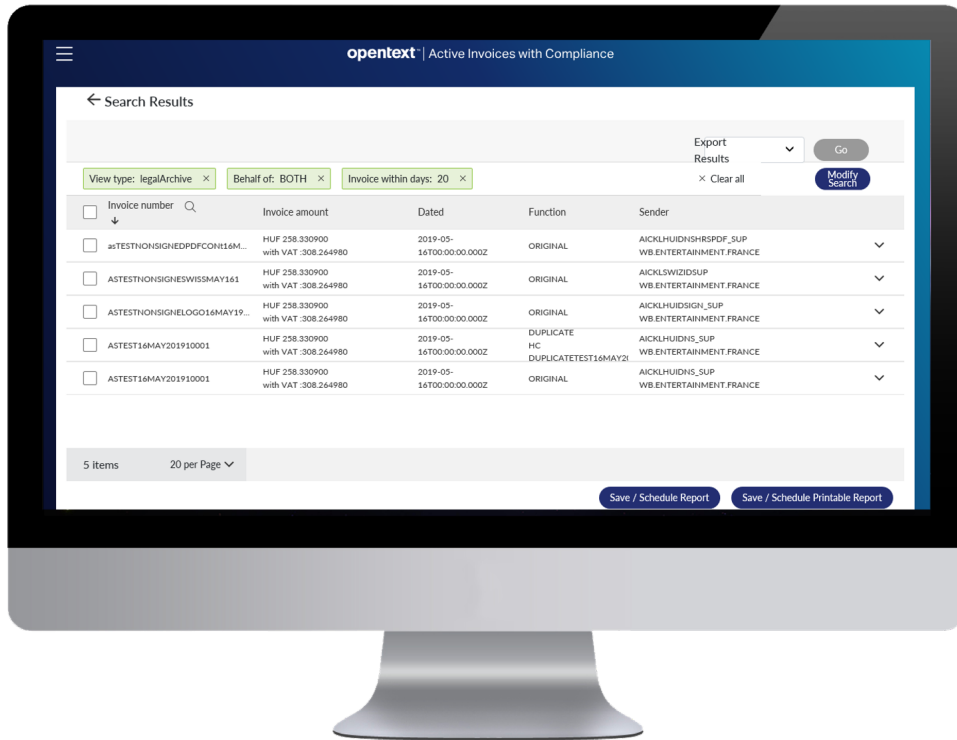 opentext™ | Active Invoices with Compliance
Search Results
Export Results
Go
View type: legalArchive ×
Behalf of: BOTH ×
Invoice within days: 20 ×
× Clear all
Modify Search
Invoice number
Invoice amount
Dated
Function
Sender
asTESTNONSIGNEDPDFCONt16M...
HUF 258.330900
with VAT :308.264980
2019-05-
16T00:00:00.000Z
ORIGINAL
AICKLHUIDNSHRSPDF_SUP
WB.ENTERTAINMENT.FRANCE
ASTESTNONSIGNESWISSMAY161
HUF 258.330900
with VAT :308.264980
2019-05-
16T00:00:00.000Z
ORIGINAL
AICKLSWIZIDSUP
WB.ENTERTAINMENT.FRANCE
ASTESTNONSIGNELOGO16MAY19...
HUF 258.330900
with VAT :308.264980
2019-05-
16T00:00:00.000Z
ORIGINAL
AICKLHUIDSIGN_SUP
WB.ENTERTAINMENT.FRANCE
ASTEST16MAY201910001
HUF 258.330900
with VAT :308.264980
2019-05-
16T00:00:00.000Z
DUPLICATE
HC
DUPLICATETEST16MAY2(
AICKLHUIDNS_SUP
WB.ENTERTAINMENT.FRANCE
ASTEST16MAY201910001
HUF 258.330900
with VAT :308.264980
2019-05-
16T00:00:00.000Z
ORIGINAL
AICKLHUIDNS_SUP
WB.ENTERTAINMENT.FRANCE
5 items
20 per Page
Save / Schedule Report
Save / Schedule Printable Report